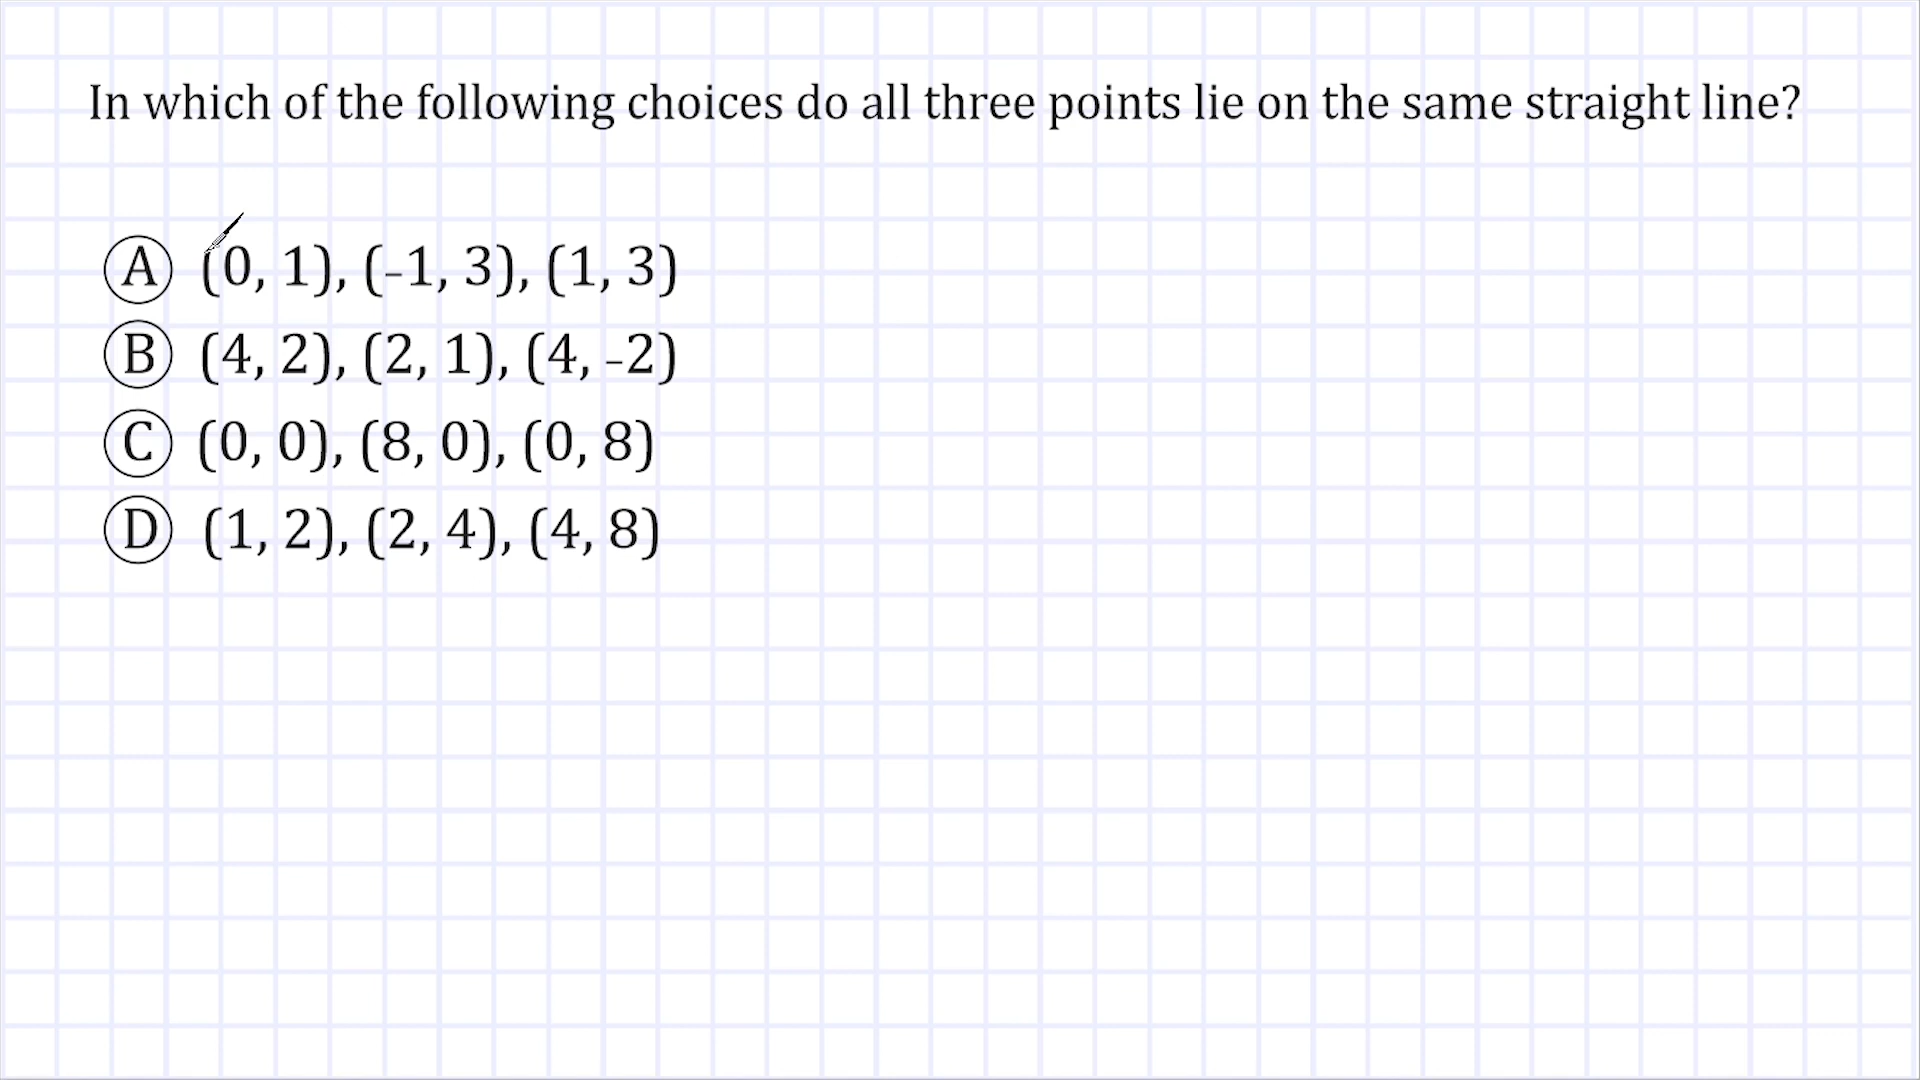 In which of the following choices do all three points lie on the same straight line?
A (0, 1), (-1, 3), (1, 3)
B (4, 2), (2, 1), (4, -2)
C (0, 0), (8, 0), (0, 8)
D (1, 2), (2, 4), (4, 8)